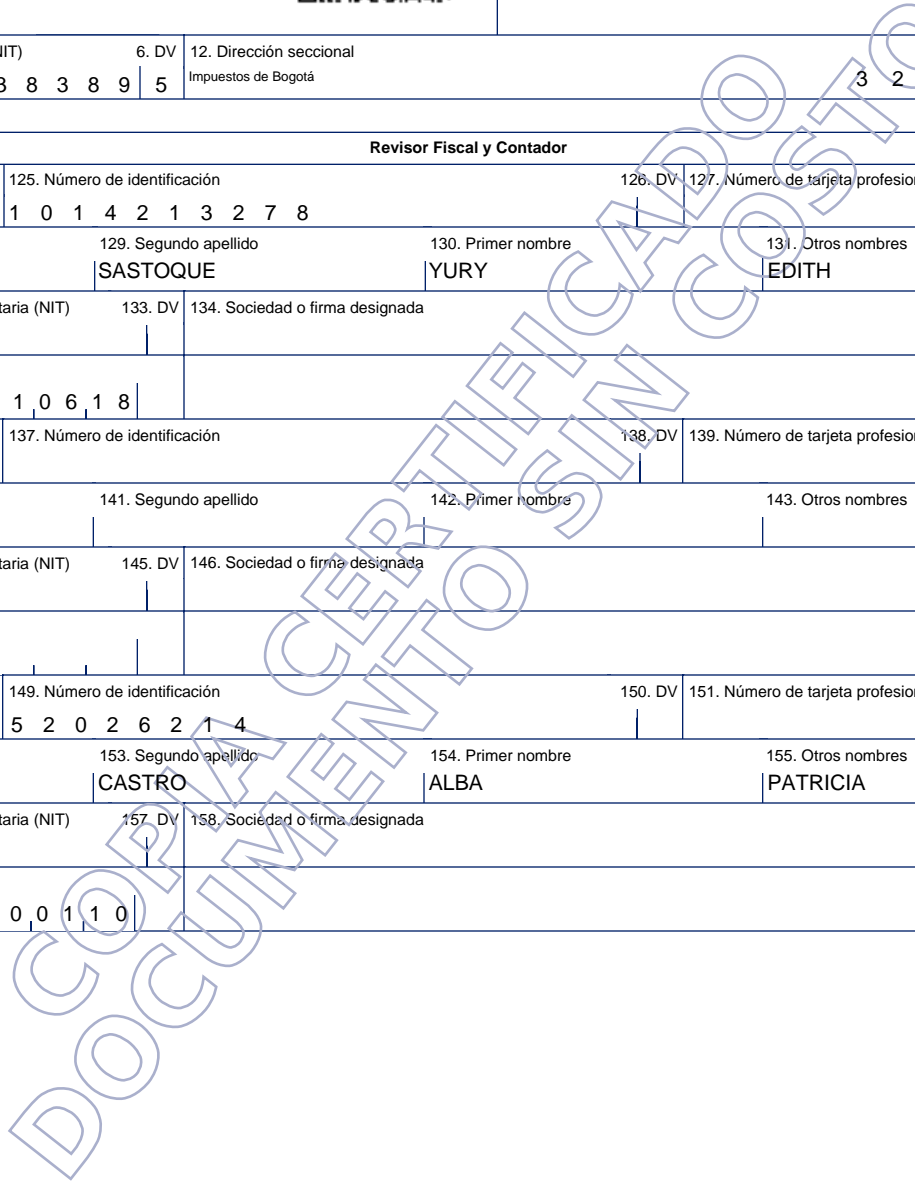 NIT) 6. DV 12. Dirección seccional
8 3 8 9 5 Impuestos de Bogotá 3 2
Revisor Fiscal y Contador
125. Número de identificación 126. DV 127. Número de tarjeta profesio
1 0 1 4 2 1 3 2 7 8
129. Segundo apellido 130. Primer nombre 131. Otros nombres
SASTOQUE YURY EDITH
taria (NIT) 133. DV 134. Sociedad o firma designada
1 0 6 1 8
137. Número de identificación 138. DV 139. Número de tarjeta profesio
141. Segundo apellido 142. Primer nombre 143. Otros nombres
taria (NIT) 145. DV 146. Sociedad o firma designada
149. Número de identificación 150. DV 151. Número de tarjeta profesio
5 2 0 2 6 2 1 4
153. Segundo apellido 154. Primer nombre 155. Otros nombres
CASTRO ALBA PATRICIA
taria (NIT) 157. DV 158. Sociedad o firma designada
0 0 1 1 0
COPIA CERTIFICADO
DOCUMENTO SIN COSTO